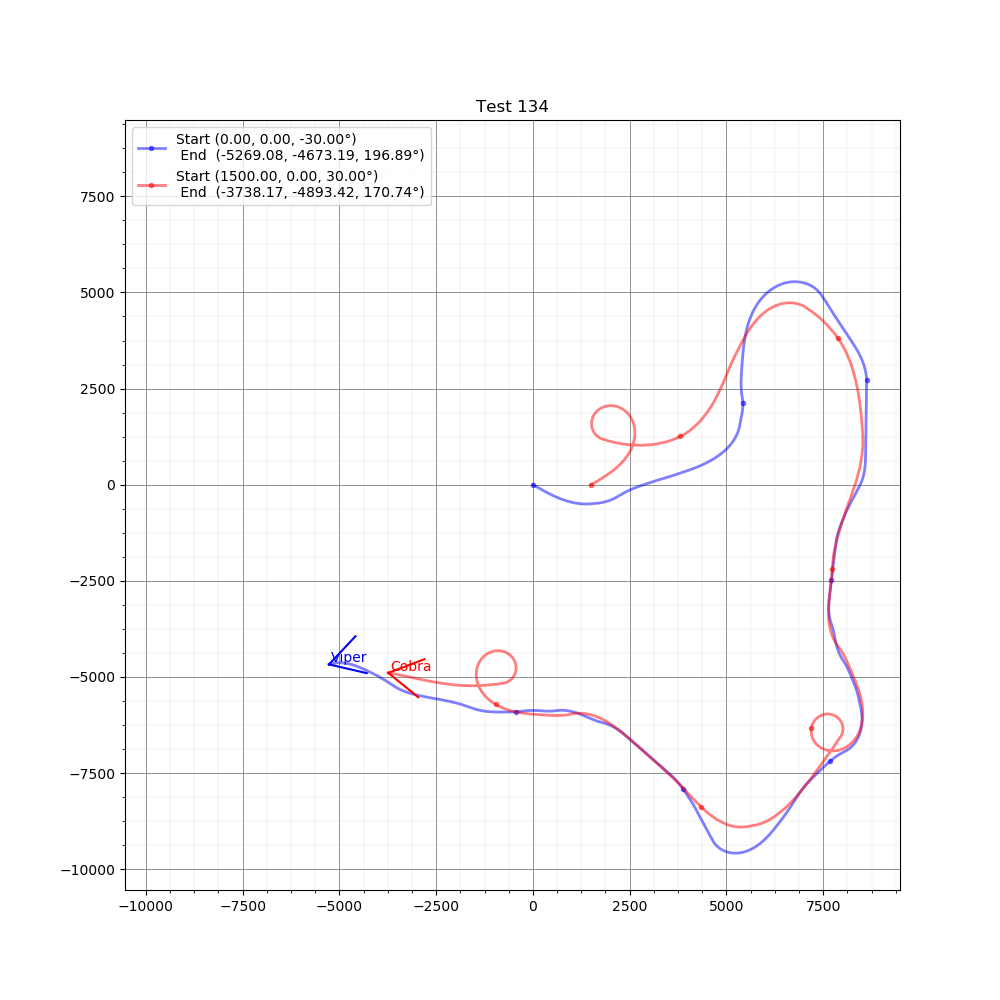 Test 134
Start (0.00, 0.00, -30.00°)
End  (-5269.08, -4673.19, 196.89°)
Start (1500.00, 0.00, 30.00°)
End  (-3738.17, -4893.42, 170.74°)
7500
5000
2500
0
−2500
−5000
−7500
−10000
Viper
Cobra
−10000
−7500
−5000
−2500
0
2500
5000
7500